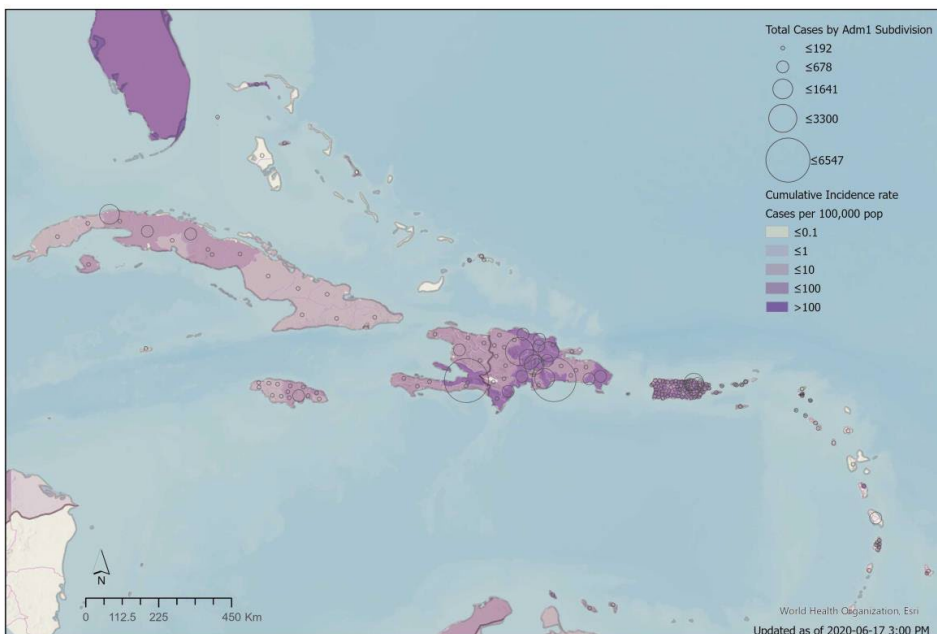 Total Cases by Adm1 Subdivision
≤192
≤678
≤1641
≤3300
≤6547
Cumulative Incidence rate
Cases per 100,000 pop
≤0.1
≤1
≤10
≤100
>100
N
0 112.5 225 450 Km
World Health Organization, Esri
Updated as of 2020-06-17 3:00 PM